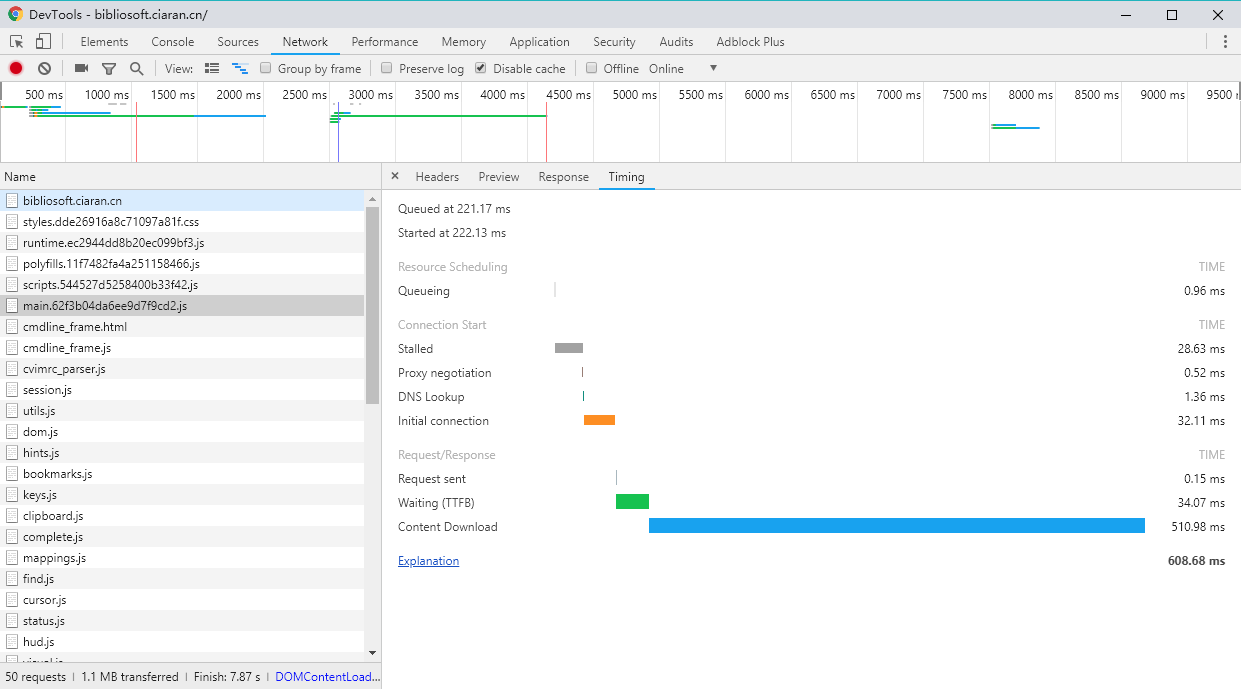 DevTools - bibliosoft.ciaran.cn/
Elements Console Sources Network Performance Memory Application Security Audits Adblock Plus
View: Group by frame Preserve log Disable cache Offline Online
500 ms 1000 ms 1500 ms 2000 ms 2500 ms 3000 ms 3500 ms 4000 ms 4500 ms 5000 ms 5500 ms 6000 ms 6500 ms 7000 ms 7500 ms 8000 ms 8500 ms 9000 ms 9500
Name
bibliosoft.ciaran.cn
styles.dde26916a8c71097a81f.css
runtime.ec2944dd8b20ec099bf3.js
polyfills.11f7482fa4a251158466.js
scripts.544527d5258400b33f42.js
main.62f3b04da6ee9d7f9cd2.js
cmdline_frame.html
cmdline_frame.js
cvimrc_parser.js
session.js
utils.js
dom.js
hints.js
bookmarks.js
keys.js
clipboard.js
complete.js
mappings.js
find.js
cursor.js
status.js
hud.js
50 requests | 1.1 MB transferred | Finish: 7.87 s | DOMContentLoad...
× Headers Preview Response Timing
Queued at 221.17 ms
Started at 222.13 ms
Resource Scheduling TIME
Queueing 0.96 ms
Connection Start TIME
Stalled 28.63 ms
Proxy negotiation 0.52 ms
DNS Lookup 1.36 ms
Initial connection 32.11 ms
Request/Response TIME
Request sent 0.15 ms
Waiting (TTFB) 34.07 ms
Content Download 510.98 ms
Explanation 608.68 ms